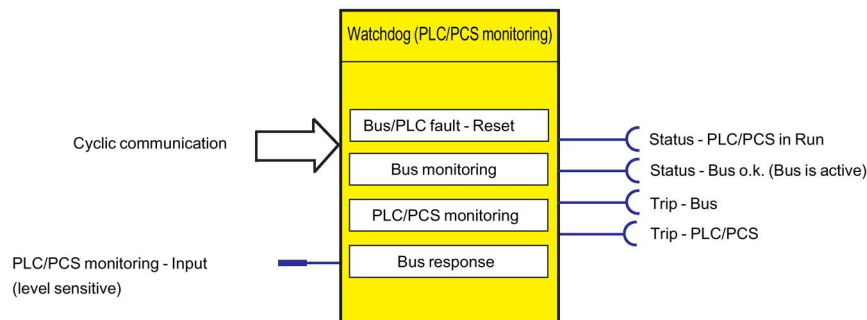 Watchdog (PLC/PCS monitoring)
Bus/PLC fault - Reset
Cyclic communication
Bus monitoring
PLC/PCS monitoring
Bus response
PLC/PCS monitoring - Input
(level sensitive)
Status - PLC/PCS in Run
Status - Bus o.k. (Bus is active)
Trip - Bus
Trip - PLC/PCS